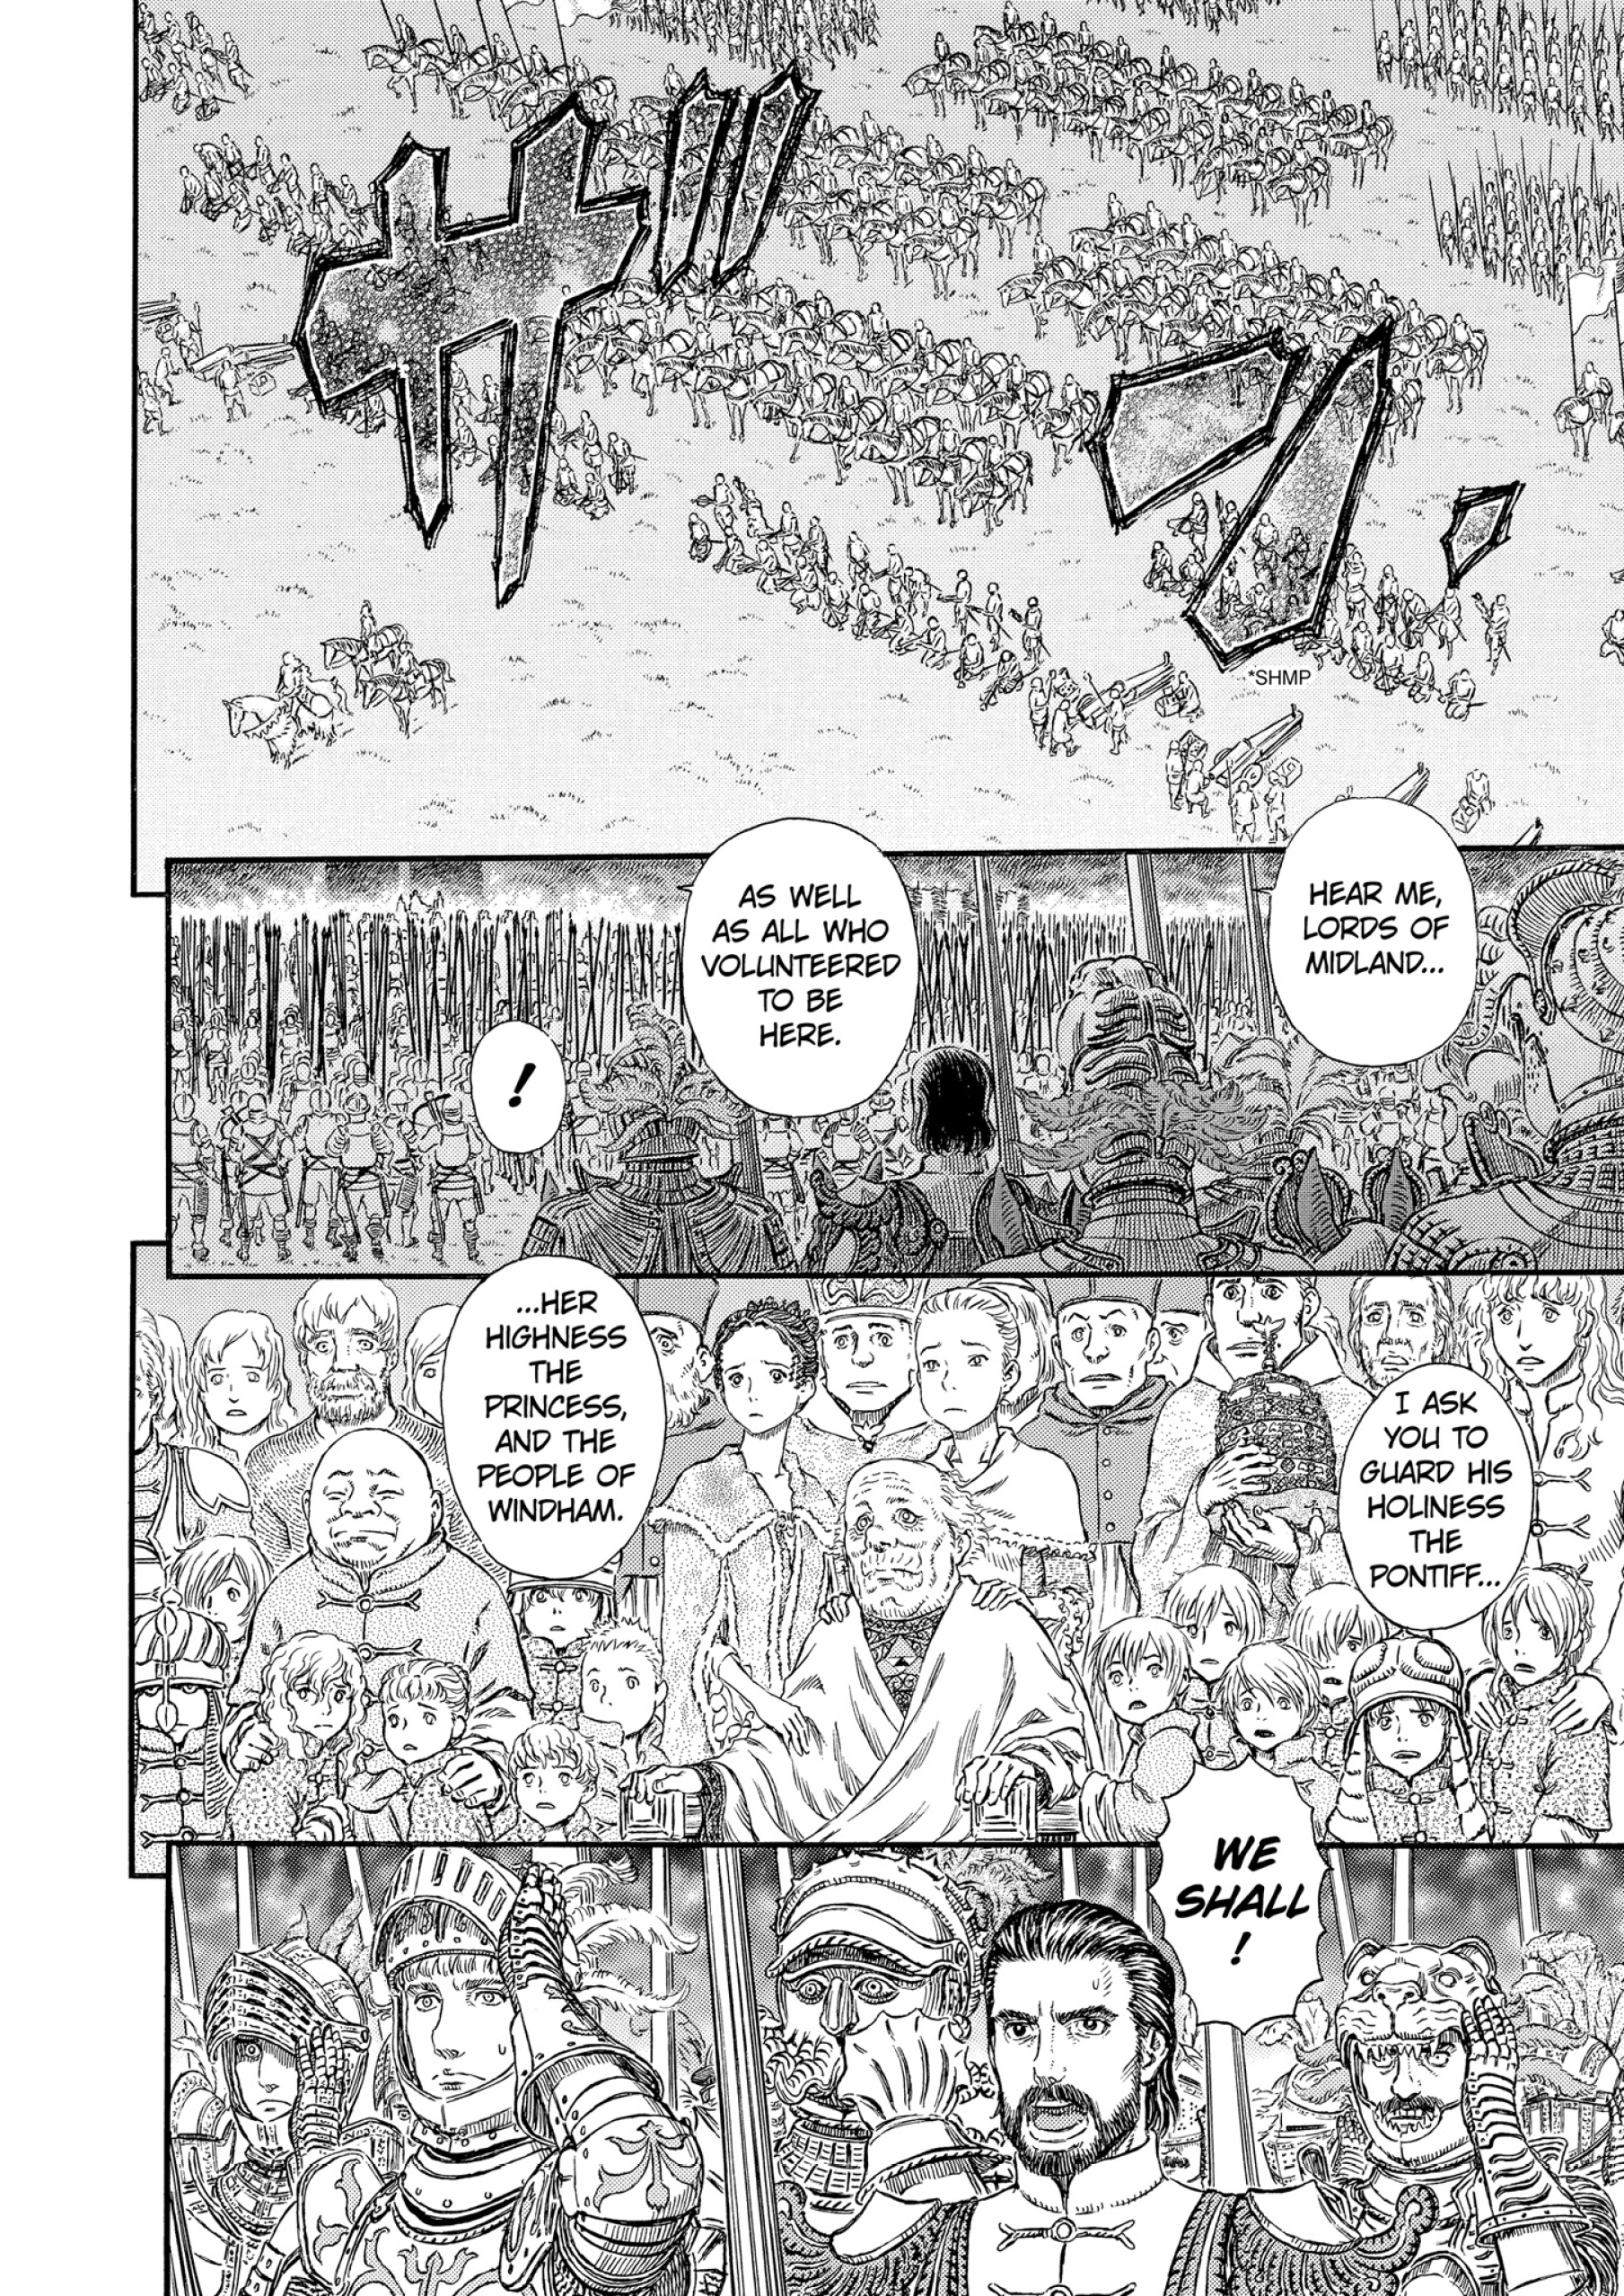 ザッ
*SHMP
HEAR ME,
LORDS OF
MIDLAND...
AS WELL
AS ALL WHO
VOLUNTEERED
TO BE
HERE.
!
I ASK
YOU TO
GUARD HIS
HOLINESS
THE
PONTIFF...
...HER
HIGHNESS
THE
PRINCESS,
AND THE
PEOPLE OF
WINDHAM.
WE
SHALL
!